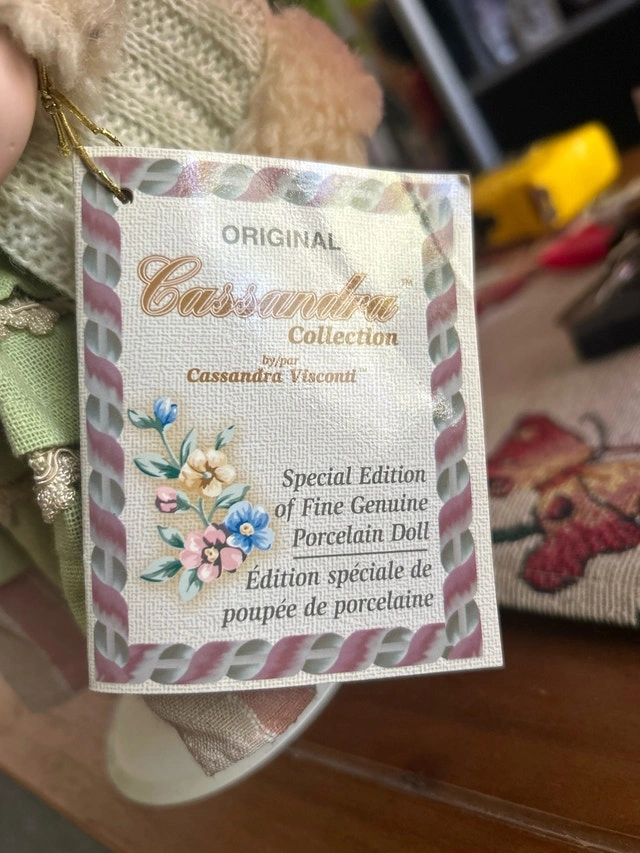 ORIGINAL
Cassandra™
Collection
by/par
Cassandra Visconti™
Special Edition
of Fine Genuine
Porcelain Doll
Édition spéciale de
poupée de porcelaine